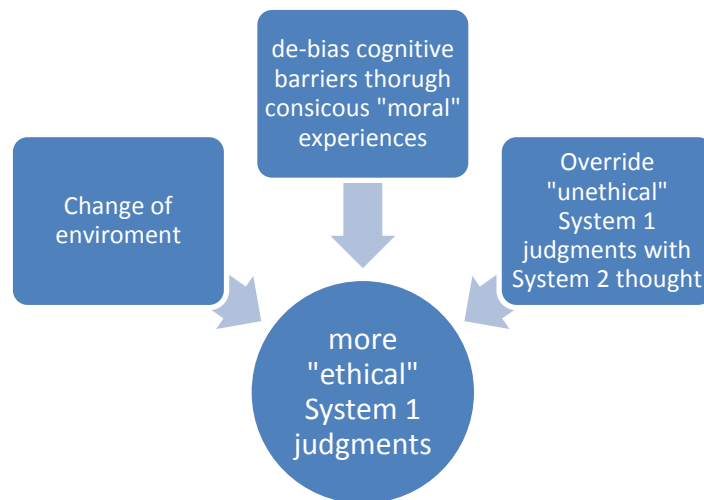 Change of
enviroment
de-bias cognitive
barriers thorugh
consicous "moral"
experiences
Override
"unethical"
System 1
judgments with
System 2 thought
more
"ethical"
System 1
judgments